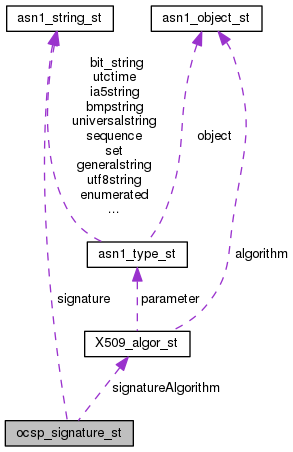 asn1_string_st
asn1_object_st
bit_string
utctime
ia5string
bmpstring
universalstring
sequence
set
generalstring
utf8string
enumerated
...
object
asn1_type_st
algorithm
signature
parameter
X509_algor_st
signatureAlgorithm
ocsp_signature_st